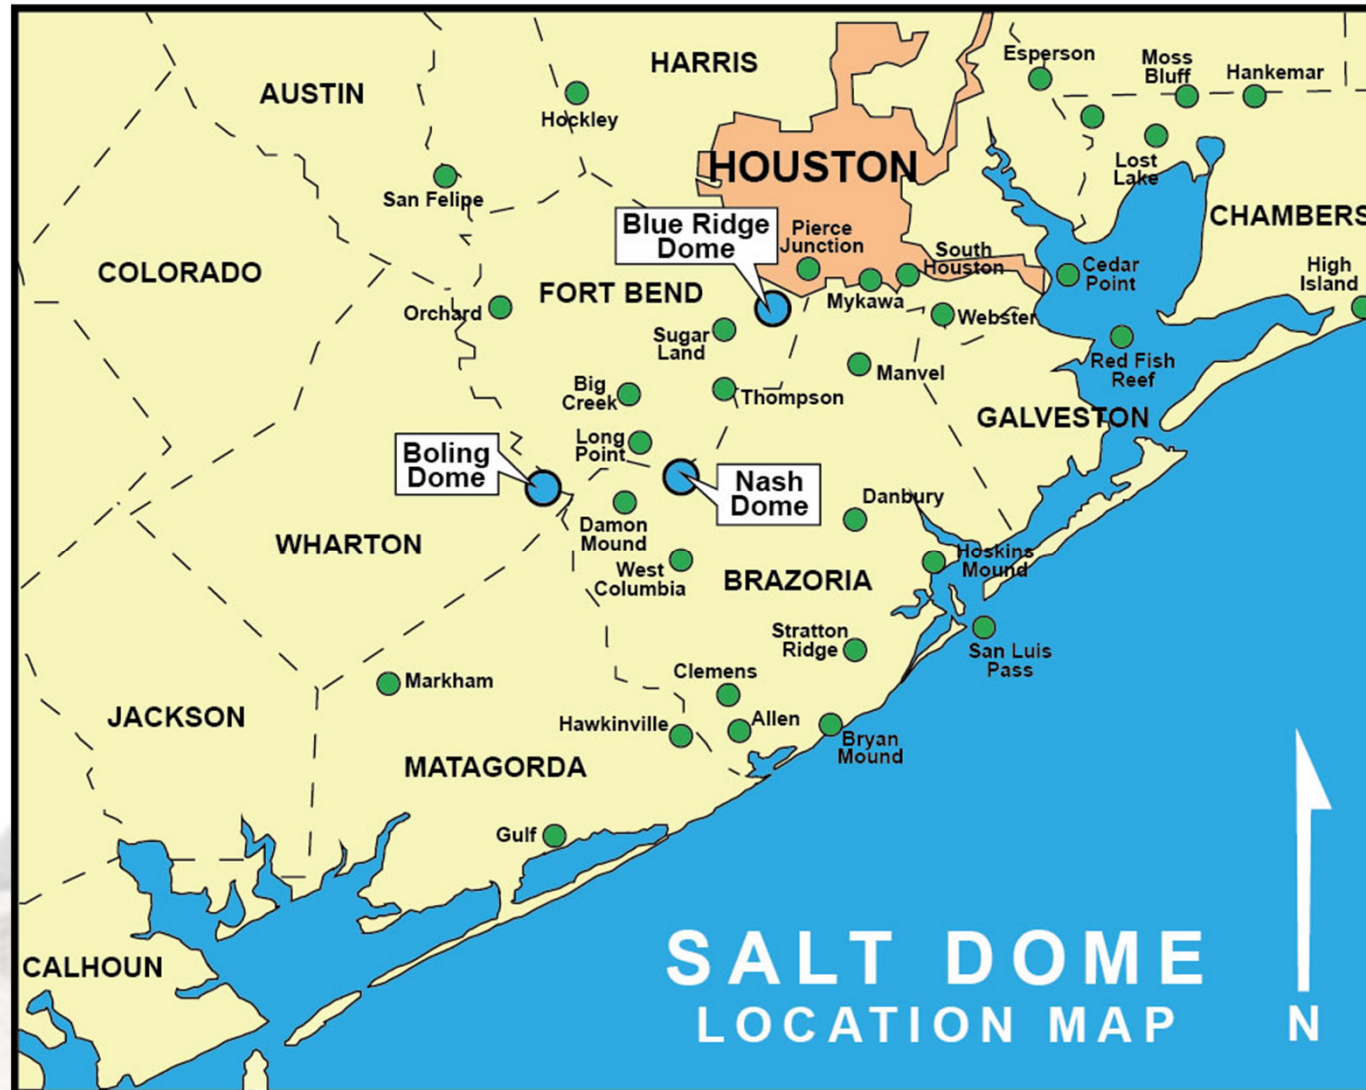 HARRIS
Esperson
Moss
Bluff
Hankemar
AUSTIN
Hockley
HOUSTON
Lost
Lake
San Felipe
CHAMBERS
Blue Ridge
Dome
Pierce
Junction
South
Houston
COLORADO
Cedar
Point
High
Island
FORT BEND
Orchard
Mykawa
Webster
Sugar
Land
Red Fish
Reef
Manvel
Big
Creek
Thompson
GALVESTON
Long
Point
Boling
Dome
Nash
Dome
Danbury
Damon
Mound
WHARTON
Hoskins
Mound
West
Columbia
BRAZORIA
Stratton
Ridge
San Luis
Pass
Clemens
Markham
JACKSON
Hawkinville
Allen
Bryan
Mound
MATAGORDA
Gulf
CALHOUN
SALT DOME
LOCATION MAP
N